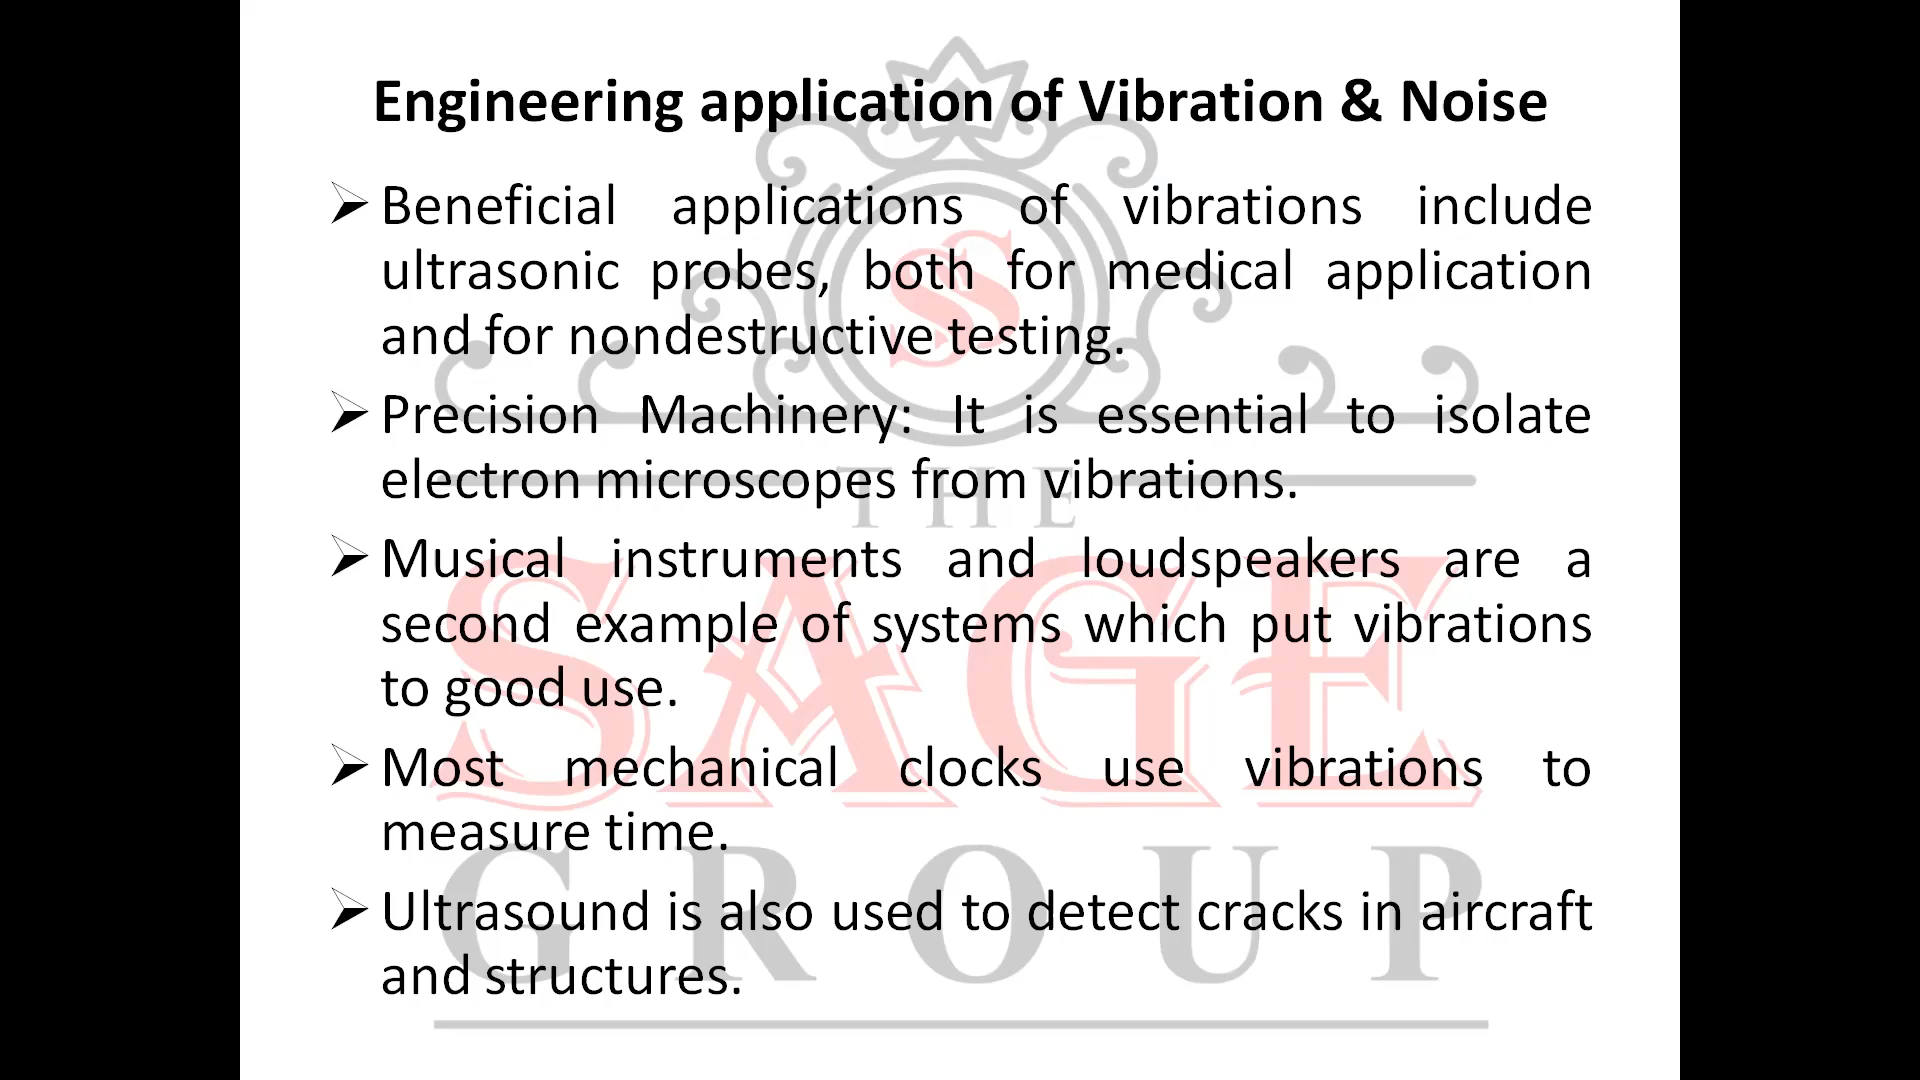 Engineering application of Vibration & Noise
➢ Beneficial applications of vibrations include
ultrasonic probes, both for medical application
and for nondestructive testing.
➢ Precision Machinery: It is essential to isolate
electron microscopes from vibrations.
➢ Musical instruments and loudspeakers are a
second example of systems which put vibrations
to good use.
➢ Most mechanical clocks use vibrations to
measure time.
➢ Ultrasound is also used to detect cracks in aircraft
and structures.
SS
THE
SAGE
GROUP